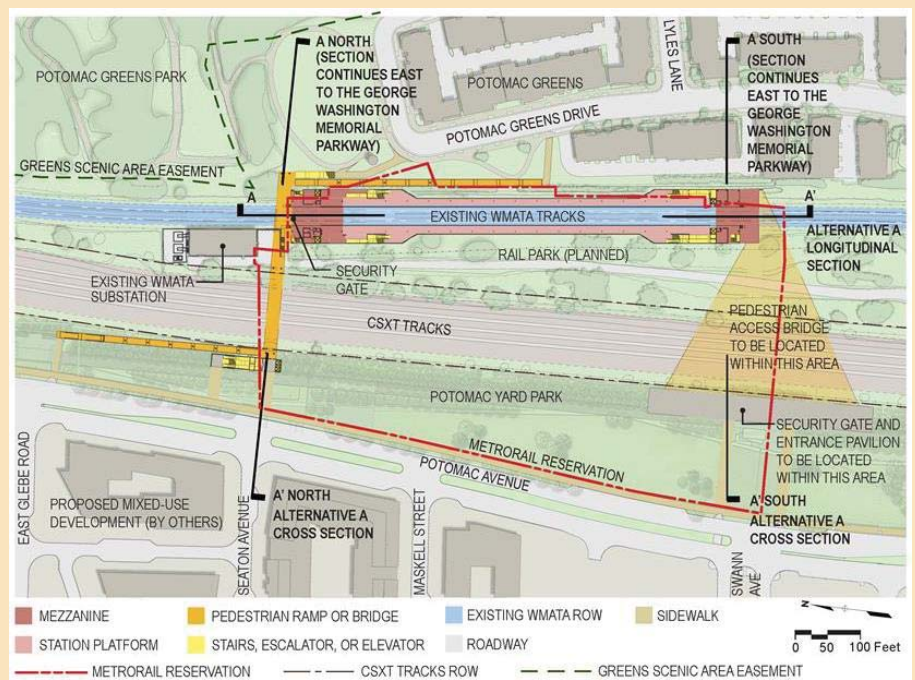 A NORTH
(SECTION
CONTINUES EAST
TO THE GEORGE
WASHINGTON
MEMORIAL
PARKWAY)
POTOMAC GREENS PARK
POTOMAC GREENS
LYLES LANE
A SOUTH
(SECTION
CONTINUES
EAST TO THE
GEORGE
WASHINGTON
MEMORIAL
PARKWAY)
POTOMAC GREENS DRIVE
GREENS SCENIC AREA EASEMENT
A
EXISTING WMATA TRACKS
A'
ALTERNATIVE A
LONGITUDINAL
SECTION
RAIL PARK (PLANNED)
SECURITY
GATE
EXISTING WMATA
SUBSTATION
CSXT TRACKS
PEDESTRIAN
ACCESS BRIDGE
TO BE LOCATED
WITHIN THIS AREA
POTOMAC YARD PARK
SECURITY GATE AND
ENTRANCE PAVILION
TO BE LOCATED
WITHIN THIS AREA
METRORAIL RESERVATION
POTOMAC AVENUE
EAST GLEBE ROAD
PROPOSED MIXED-USE
DEVELOPMENT (BY OTHERS)
SEATON AVENUE
A' NORTH
ALTERNATIVE A
CROSS SECTION
MASKELL STREET
A' SOUTH
ALTERNATIVE A
CROSS SECTION
SWANN
AVE
MEZZANINE
PEDESTRIAN RAMP OR BRIDGE
EXISTING WMATA ROW
SIDEWALK
STATION PLATFORM
STAIRS, ESCALATOR, OR ELEVATOR
ROADWAY
0 50 100 Feet
METRORAIL RESERVATION
CSXT TRACKS ROW
GREENS SCENIC AREA EASEMENT